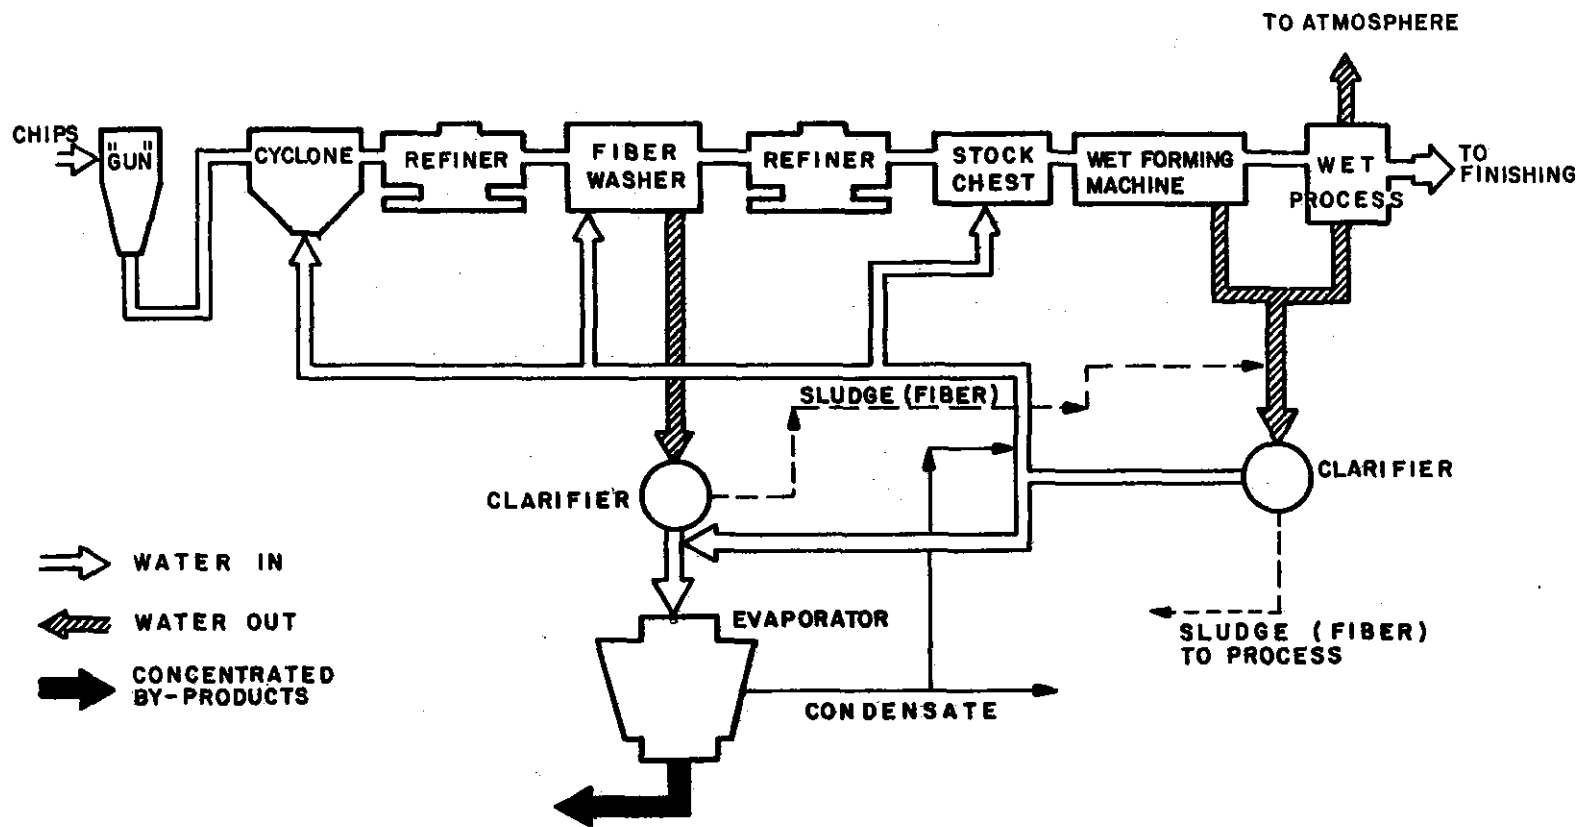 TO ATMOSPHERE
CHIPS
"GUN"
CYCLONE
REFINER
FIBER
WASHER
REFINER
STOCK
CHEST
WET FORMING
MACHINE
WET
PROCESS
TO
FINISHING
SLUDGE (FIBER)
CLARIFIER
CLARIFIER
WATER IN
WATER OUT
CONCENTRATED
BY-PRODUCTS
EVAPORATOR
CONDENSATE
SLUDGE (FIBER)
TO PROCESS